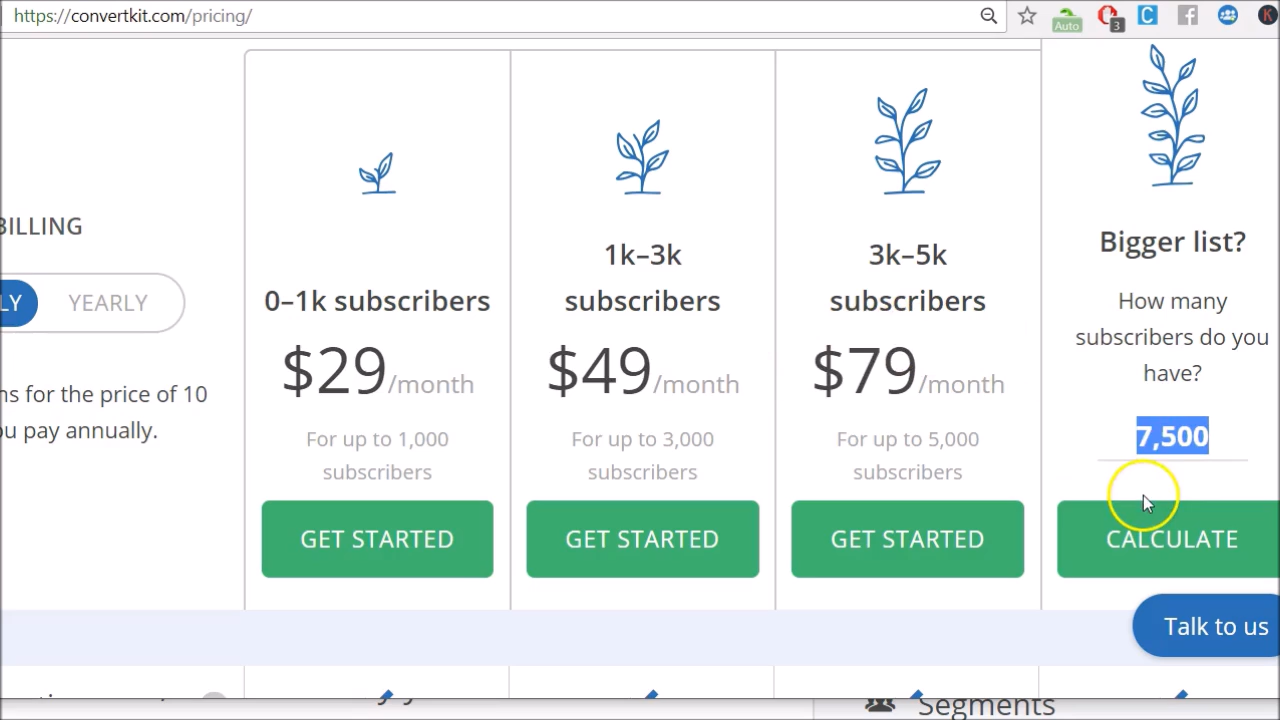 https://convertkit.com/pricing/
Auto
3
C
K
BILLING
LY
YEARLY
ns for the price of 10
ou pay annually.
0–1k subscribers
$29/month
For up to 1,000
subscribers
GET STARTED
1k–3k
subscribers
$49/month
For up to 3,000
subscribers
GET STARTED
3k–5k
subscribers
$79/month
For up to 5,000
subscribers
GET STARTED
Bigger list?
How many
subscribers do you
have?
7,500
CALCULATE
Talk to us
Segments